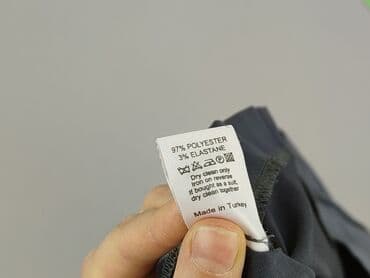 97% POLYESTER
3% ELASTANE
Dry clean only
Iron on reverse
If bought as a suit,
dry clean together
Made in Turkey